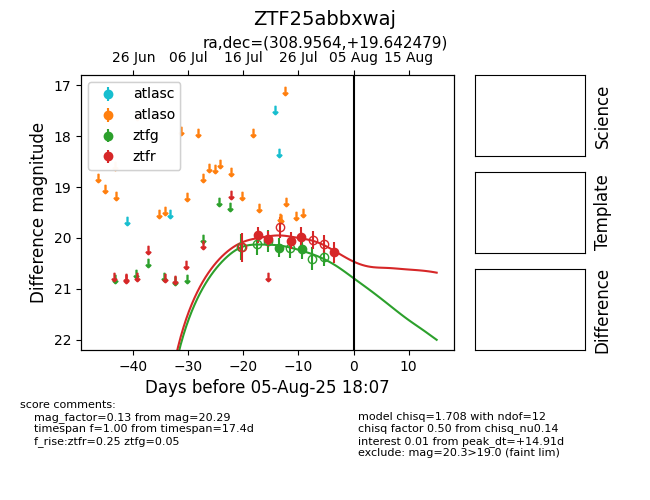 ZTF25abbxwaj
ra,dec=(308.9564,+19.642479)
26 Jun 06 Jul 16 Jul 26 Jul 05 Aug 15 Aug
17
18
19
20
21
22
Difference magnitude
atlasc
atlaso
ztfg
ztfr
−40 −30 −20 −10 0 10
Days before 05-Aug-25 18:07
Science
Template
Difference
score comments:
mag_factor=0.13 from mag=20.29
timespan f=1.00 from timespan=17.4d
f_rise:ztfr=0.25 ztfg=0.05
model chisq=1.708 with ndof=12
chisq factor 0.50 from chisq_nu0.14
interest 0.01 from peak_dt=+14.91d
exclude: mag=20.3>19.0 (faint lim)